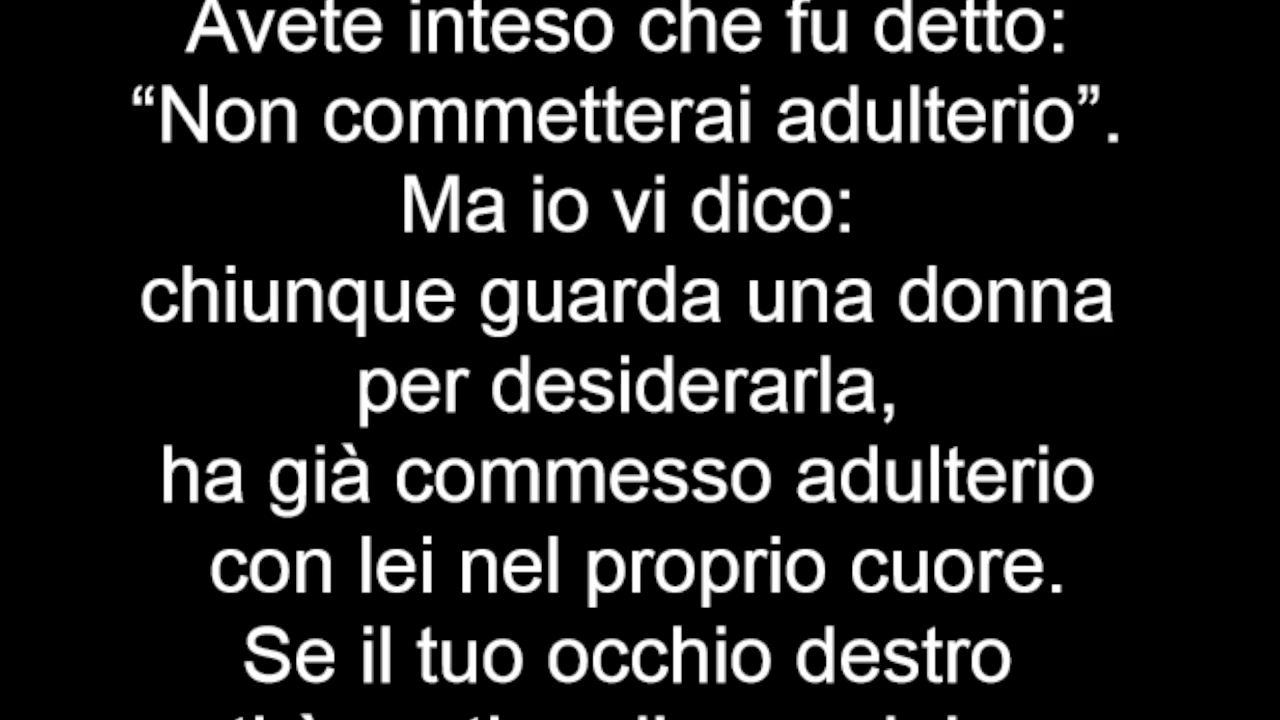 Avete inteso che fu detto:
“Non commetterai adulterio”.
Ma io vi dico:
chiunque guarda una donna
per desiderarla,
ha già commesso adulterio
con lei nel proprio cuore.
Se il tuo occhio destro